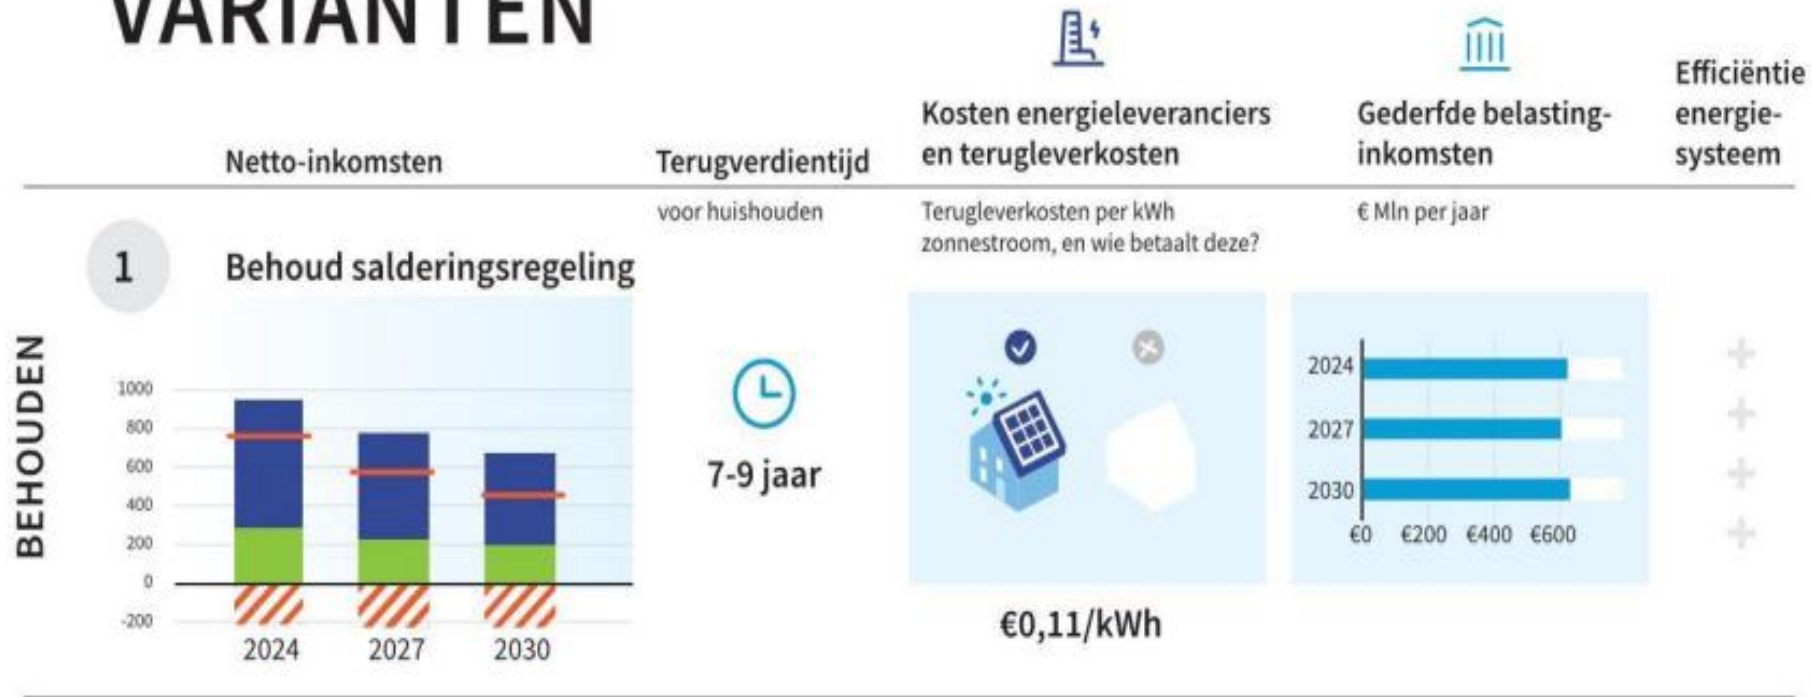 VARIANTEN
Netto-inkomsten
Terugverdientijd
Kosten energieleveranciers
en terugleverkosten
Gederfde belasting-
inkomsten
Efficiëntie
energie-
systeem
voor huishouden
Terugleverkosten per kWh
zonnestroom, en wie betaalt deze?
€ Mln per jaar
BEHOUDEN
1
Behoud salderingsregeling
1000
800
600
400
200
0
-200
2024 2027 2030
7-9 jaar
€0,11/kWh
2024
2027
2030
€0 €200 €400 €600